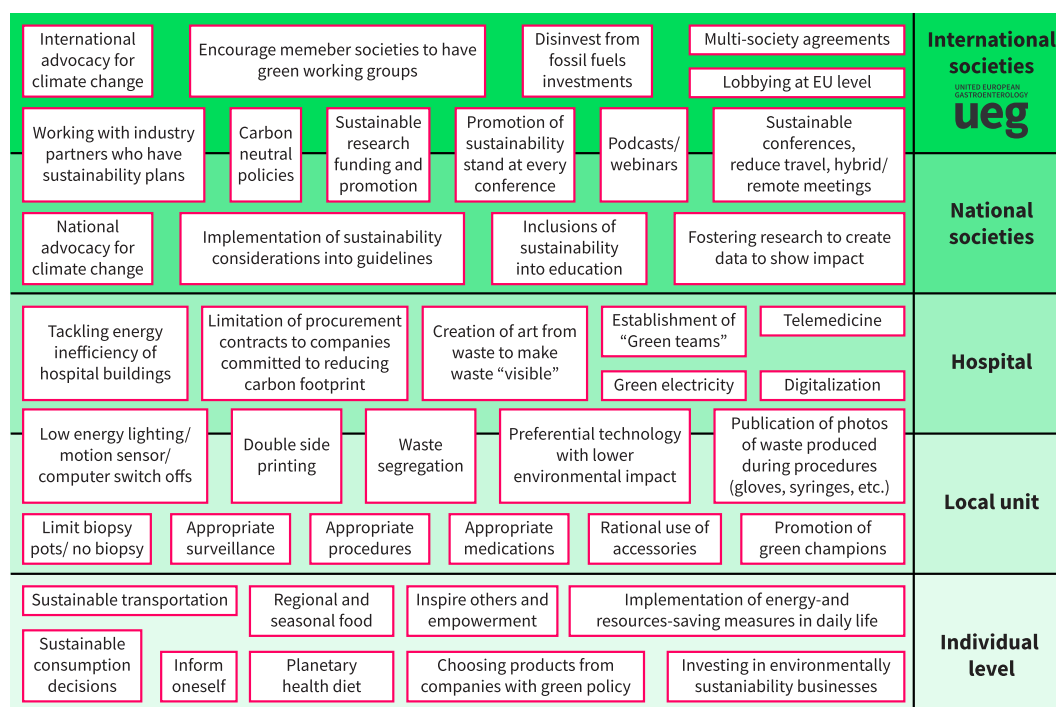 International
advocacy for
climate change
Encourage memeber societies to have
green working groups
Disinvest from
fossil fuels
investments
Multi-society agreements
Lobbying at EU level
International
societies
UNITED EUROPEAN
GASTROENTEROLOGY
ueg
Working with industry
partners who have
sustainability plans
Carbon
neutral
policies
Sustainable
research
funding and
promotion
Promotion of
sustainability
stand at every
conference
Podcasts/
webinars
Sustainable
conferences,
reduce travel, hybrid/
remote meetings
National
societies
National
advocacy for
climate change
Implementation of sustainability
considerations into guidelines
Inclusions of
sustainability
into education
Fostering research to create
data to show impact
Tackling energy
inefficiency of
hospital buildings
Limitation of procurement
contracts to companies
committed to reducing
carbon footprint
Creation of art from
waste to make
waste “visible”
Establishment of
“Green teams”
Telemedicine
Green electricity
Digitalization
Hospital
Low energy lighting/
motion sensor/
computer switch offs
Double side
printing
Waste
segregation
Preferential technology
with lower
environmental impact
Publication of photos
of waste produced
during procedures
(gloves, syringes, etc.)
Local unit
Limit biopsy
pots/ no biopsy
Appropriate
surveillance
Appropriate
procedures
Appropriate
medications
Rational use of
accessories
Promotion of
green champions
Sustainable transportation
Regional and
seasonal food
Inspire others and
empowerment
Implementation of energy-and
resources-saving measures in daily life
Individual
level
Sustainable
consumption
decisions
Inform
oneself
Planetary
health diet
Choosing products from
companies with green policy
Investing in environmentally
sustaniability businesses